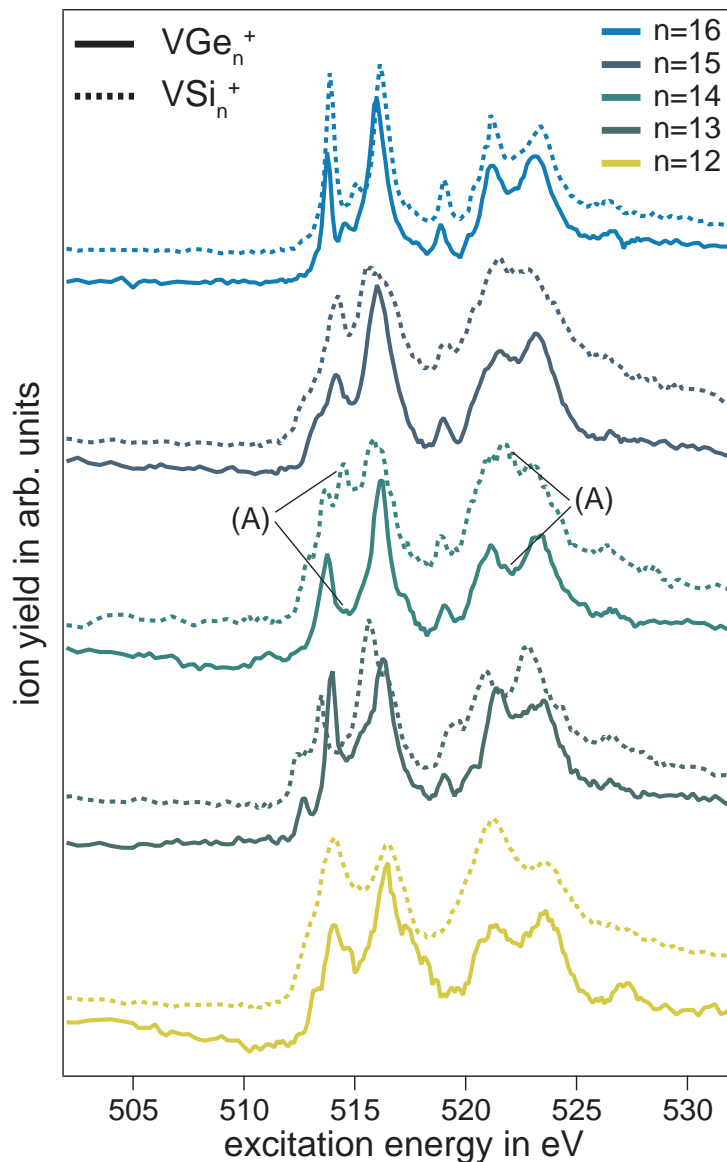 VGeₙ⁺
VSiₙ⁺
n=16
n=15
n=14
n=13
n=12
(A)
(A)
ion yield in arb. units
505 510 515 520 525 530
excitation energy in eV